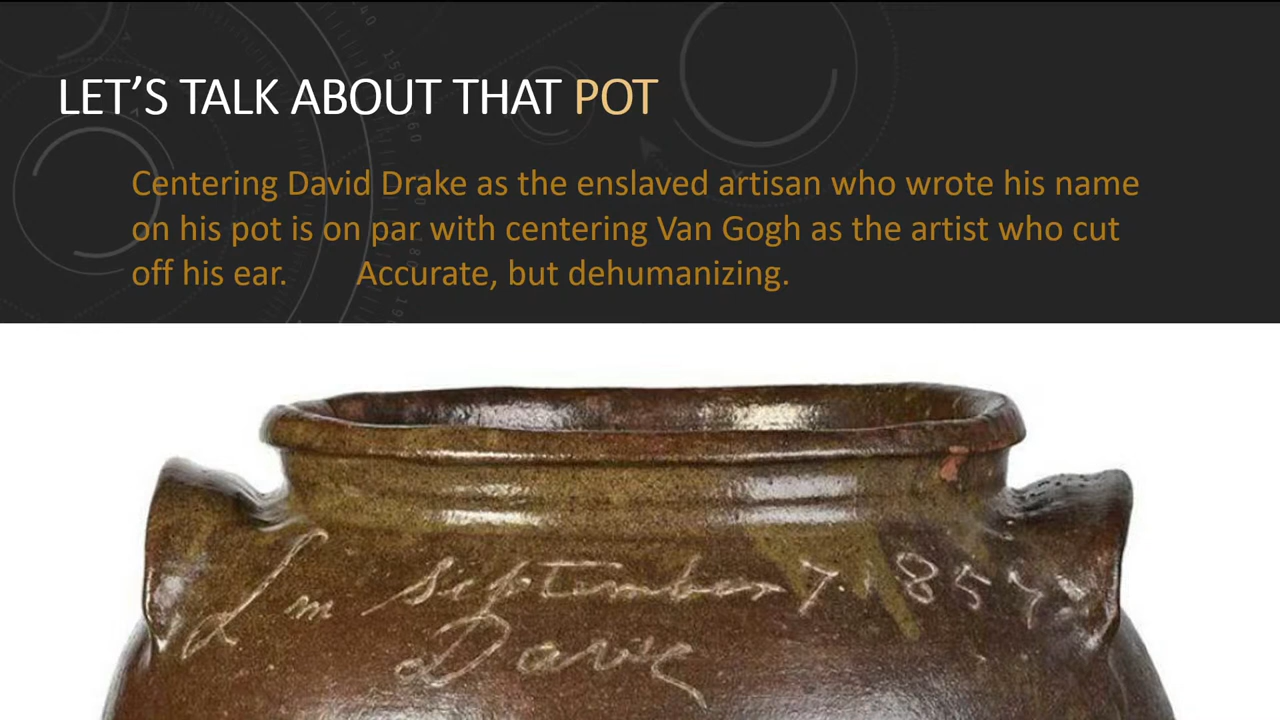 LET'S TALK ABOUT THAT POT
Centering David Drake as the enslaved artisan who wrote his name
on his pot is on par with centering Van Gogh as the artist who cut
off his ear. Accurate, but dehumanizing.
Lm September 7. 1857
Dave